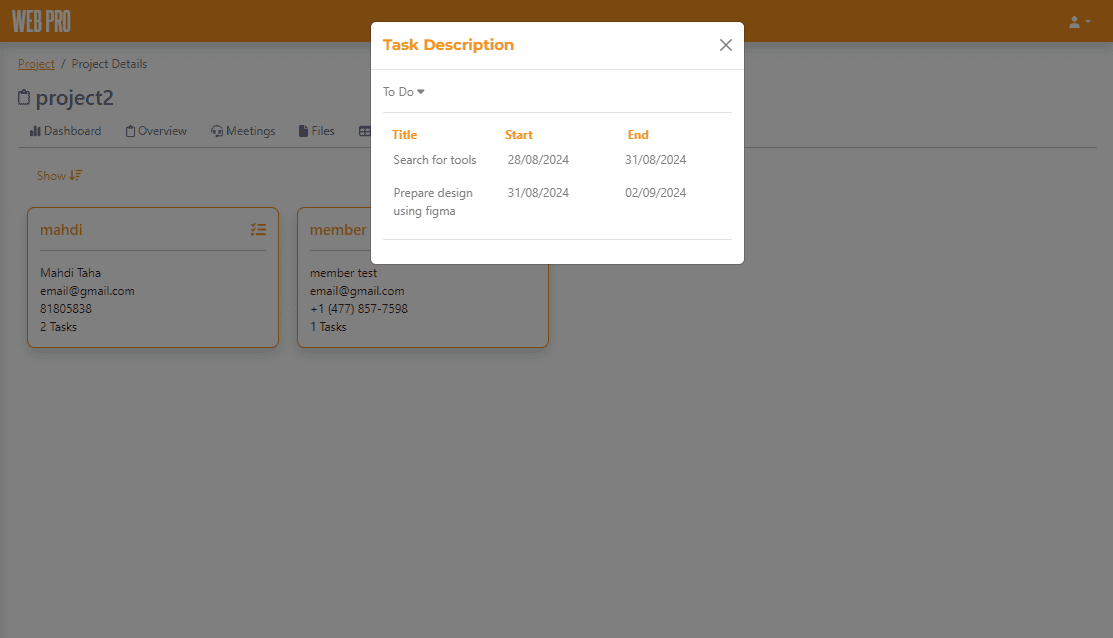 WEB PRO
Project / Project Details
project2
Dashboard Overview Meetings Files
Show
mahdi
Mahdi Taha
email@gmail.com
81805838
2 Tasks
member
member test
email@gmail.com
+1 (477) 857-7598
1 Tasks
Task Description
To Do
Title Start End
Search for tools 28/08/2024 31/08/2024
Prepare design 31/08/2024 02/09/2024
using figma